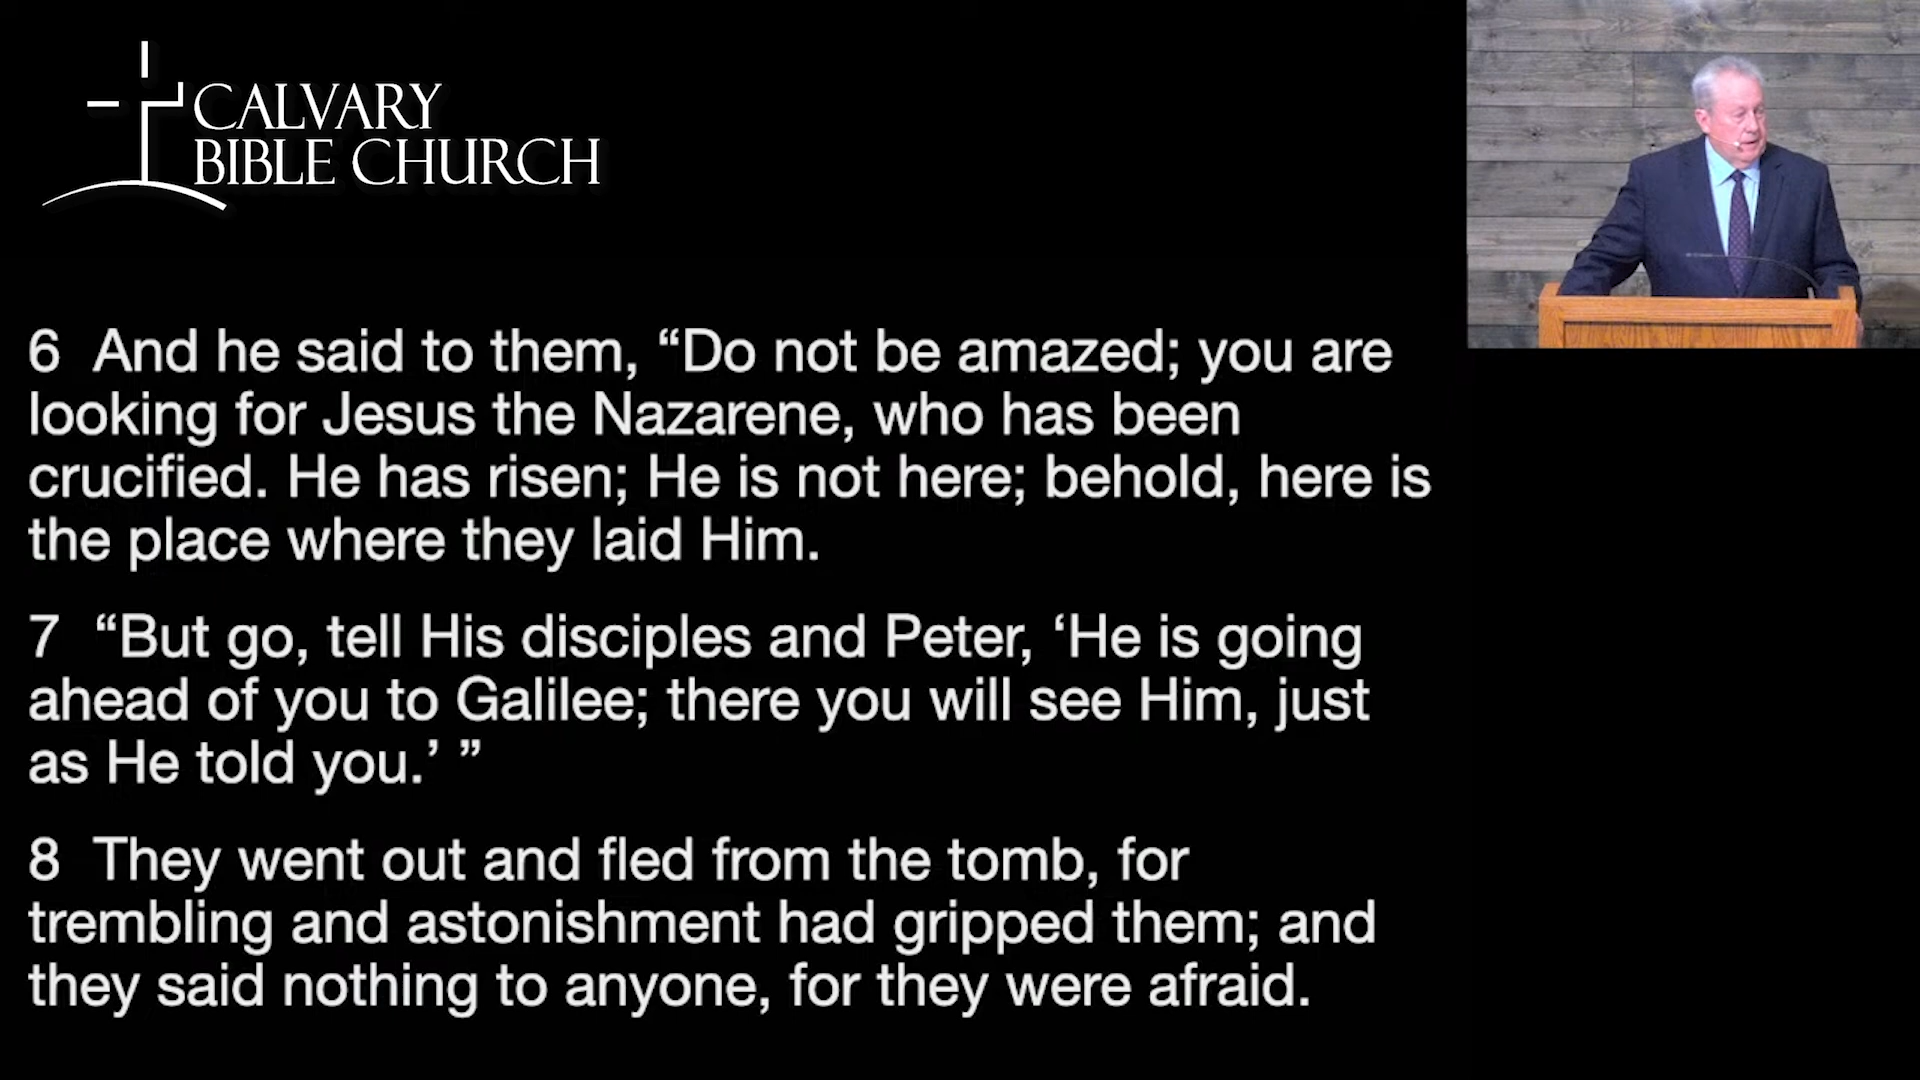 CALVARY
BIBLE CHURCH
6 And he said to them, “Do not be amazed; you are
looking for Jesus the Nazarene, who has been
crucified. He has risen; He is not here; behold, here is
the place where they laid Him.
7 “But go, tell His disciples and Peter, ‘He is going
ahead of you to Galilee; there you will see Him, just
as He told you.’ ”
8 They went out and fled from the tomb, for
trembling and astonishment had gripped them; and
they said nothing to anyone, for they were afraid.